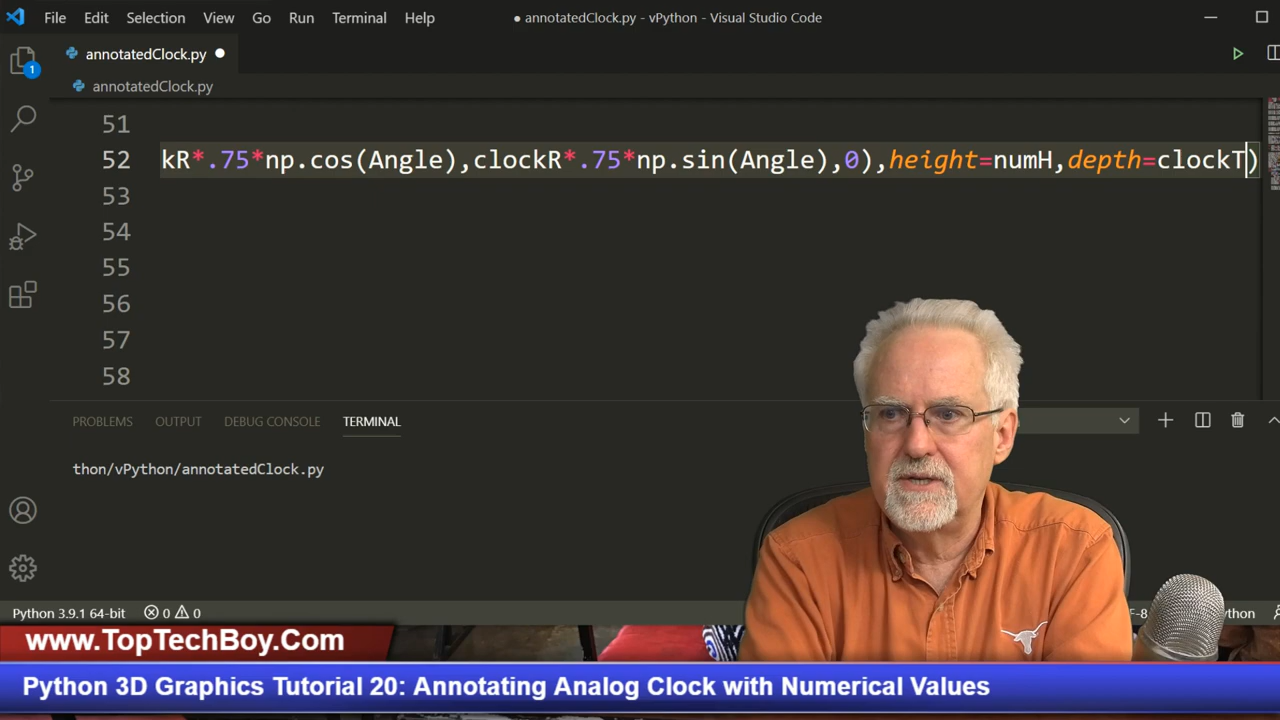 File Edit Selection View Go Run Terminal Help
● annotatedClock.py - vPython - Visual Studio Code
annotatedClock.py ●
annotatedClock.py
1
51
52 kR*.75*np.cos(Angle),clockR*.75*np.sin(Angle),0),height=numH,depth=clockT)
53
54
55
56
57
58
PROBLEMS OUTPUT DEBUG CONSOLE TERMINAL
thon/vPython/annotatedClock.py
Python 3.9.1 64-bit 0 0 F-8 thon
www.TopTechBoy.Com
Python 3D Graphics Tutorial 20: Annotating Analog Clock with Numerical Values